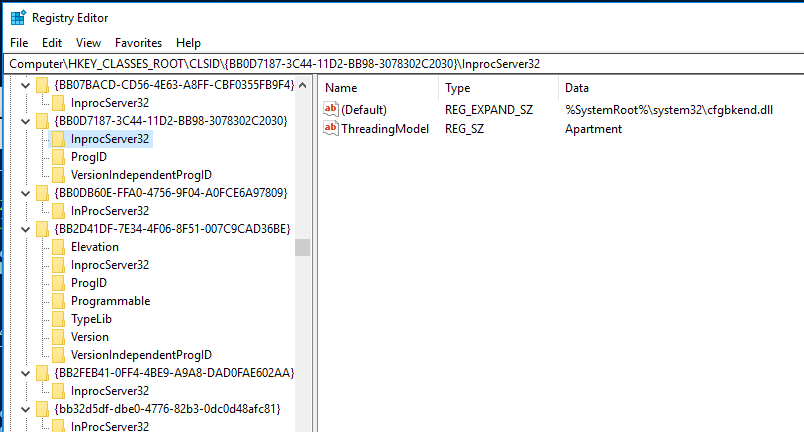 Registry Editor
File Edit View Favorites Help
Computer\HKEY_CLASSES_ROOT\CLSID\{BB0D7187-3C44-11D2-BB98-3078302C2030}\InprocServer32
{BB07BACD-CD56-4E63-A8FF-CBF0355FB9F4}
InprocServer32
{BB0D7187-3C44-11D2-BB98-3078302C2030}
InprocServer32
ProgID
VersionIndependentProgID
{BB0DB60E-FFA0-4756-9F04-A0FCE6A97809}
InProcServer32
{BB2D41DF-7E34-4F06-8F51-007C9CAD36BE}
Elevation
InprocServer32
ProgID
Programmable
TypeLib
Version
VersionIndependentProgID
{BB2FEB41-0FF4-4BE9-A9A8-DAD0FAE602AA}
InprocServer32
{bb32d5df-dbe0-4776-82b3-0dc0d48afc81}
InProcServer32
Name Type Data
(Default) REG_EXPAND_SZ %SystemRoot%\system32\cfgbkend.dll
ThreadingModel REG_SZ Apartment